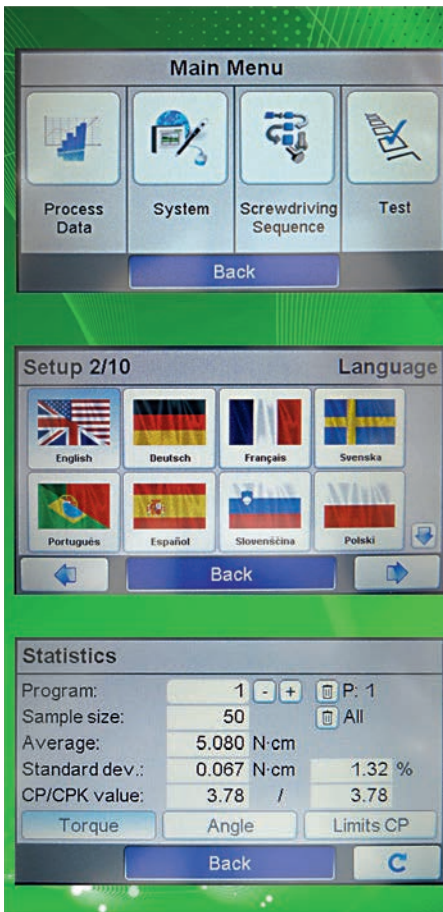 Main Menu
Process
Data
System
Screwdriving
Sequence
Test
Back
Setup 2/10 Language
English Deutsch Français Svenska
Português Español Slovenščina Polski
Back
Statistics
Program: 1 - + P: 1
Sample size: 50 All
Average: 5.080 N·cm
Standard dev.: 0.067 N·cm 1.32 %
CP/CPK value: 3.78 / 3.78
Torque Angle Limits CP
Back C